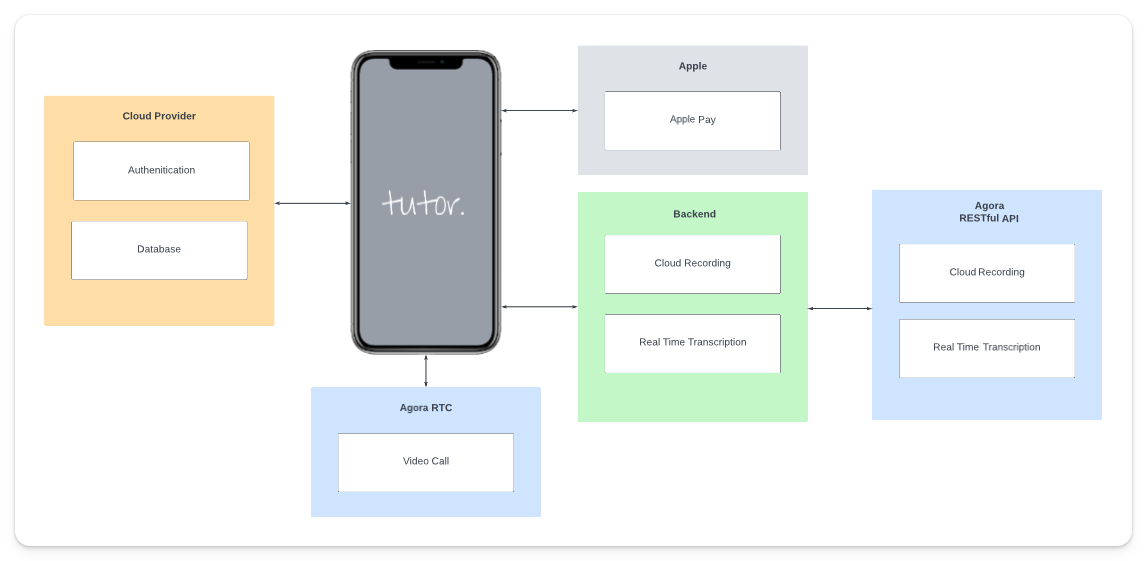 Cloud Provider
Authenitication
Database
tutor.
Agora RTC
Video Call
Apple
Apple Pay
Backend
Cloud Recording
Real Time Transcription
Agora
RESTful API
Cloud Recording
Real Time Transcription